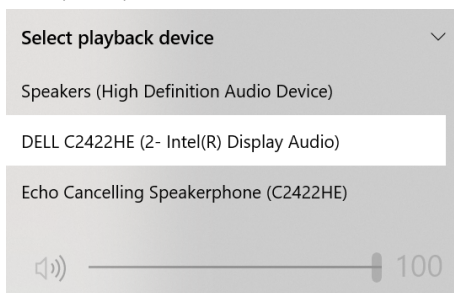 Select playback device
Speakers (High Definition Audio Device)
DELL C2422HE (2- Intel(R) Display Audio)
Echo Cancelling Speakerphone (C2422HE)
100